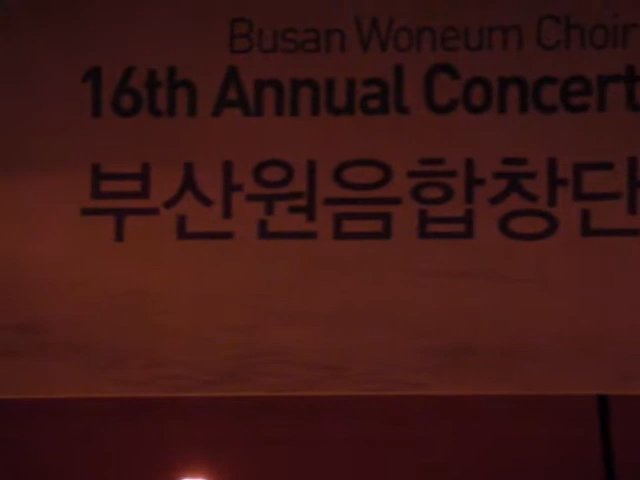 Busan Woneum Choir
16th Annual Concert
부산원음합창단